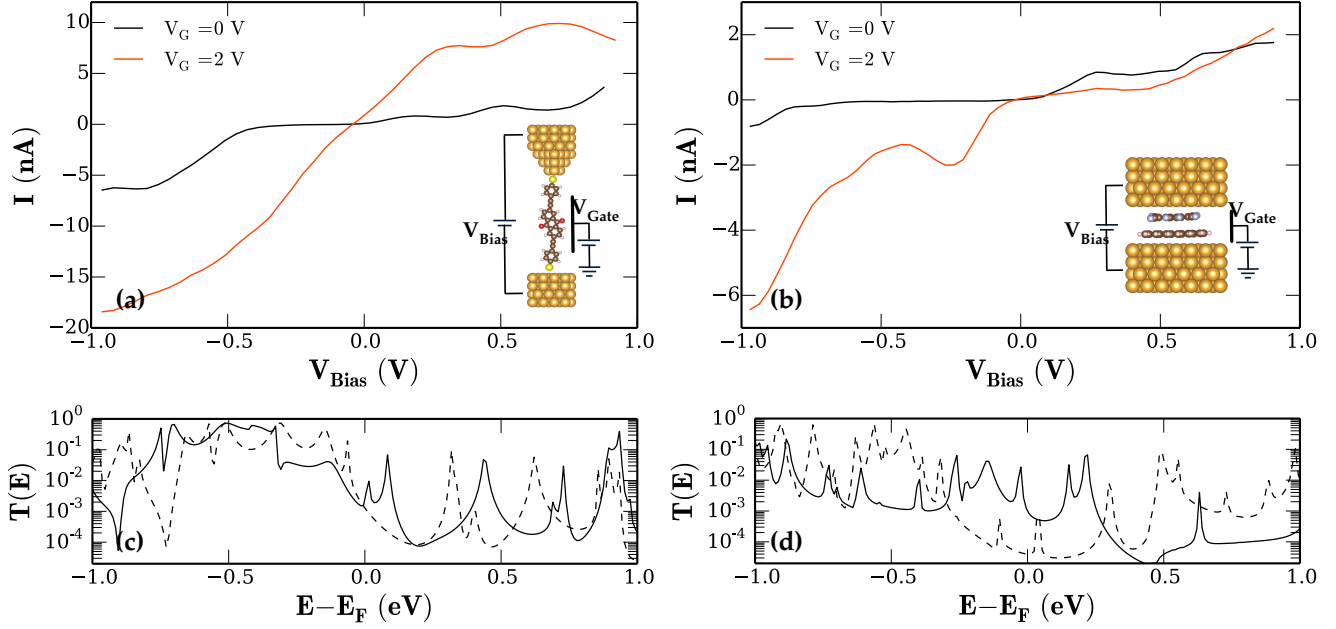 10
5
0
−5
−10
−15
−20
I (nA)
V_G =0 V
V_G =2 V
V_Bias
V_Gate
(a)
−1.0 −0.5 0.0 0.5 1.0
V_Bias (V)
2
0
−2
−4
−6
I (nA)
V_G =0 V
V_G =2 V
V_Bias
V_Gate
(b)
−1.0 −0.5 0.0 0.5 1.0
V_Bias (V)
10^0
10^-1
10^-2
10^-3
10^-4
T(E)
(c)
−1.0 −0.5 0.0 0.5 1.0
E−E_F (eV)
10^0
10^-1
10^-2
10^-3
10^-4
T(E)
(d)
−1.0 −0.5 0.0 0.5 1.0
E−E_F (eV)